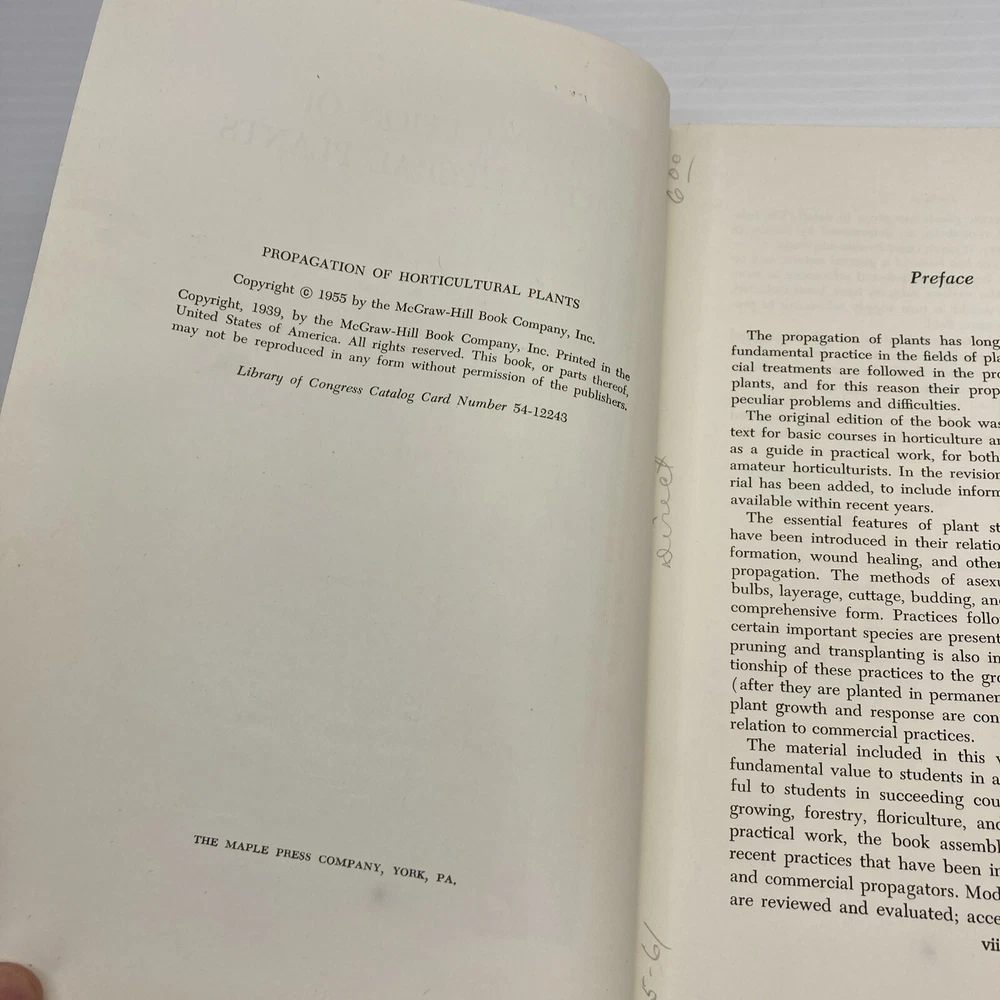 PROPAGATION OF HORTICULTURAL PLANTS
Copyright © 1955 by the McGraw-Hill Book Company, Inc.
Copyright, 1939, by the McGraw-Hill Book Company, Inc. Printed in the
United States of America. All rights reserved. This book, or parts thereof,
may not be reproduced in any form without permission of the publishers.
Library of Congress Catalog Card Number 54-12243
THE MAPLE PRESS COMPANY, YORK, PA.
600
Direct
5-61
Preface
The propagation of plants has long
fundamental practice in the fields of pla
cial treatments are followed in the pro
plants, and for this reason their prop
peculiar problems and difficulties.
The original edition of the book was
text for basic courses in horticulture an
as a guide in practical work, for both
amateur horticulturists. In the revision
rial has been added, to include inform
available within recent years.
The essential features of plant st
have been introduced in their relatio
formation, wound healing, and other
propagation. The methods of asexu
bulbs, layerage, cuttage, budding, an
comprehensive form. Practices follo
certain important species are present
pruning and transplanting is also in
tionship of these practices to the gro
(after they are planted in permanen
plant growth and response are con
relation to commercial practices.
The material included in this v
fundamental value to students in a
ful to students in succeeding cou
growing, forestry, floriculture, and
practical work, the book assembl
recent practices that have been in
and commercial propagators. Mod
are reviewed and evaluated; acce
vii